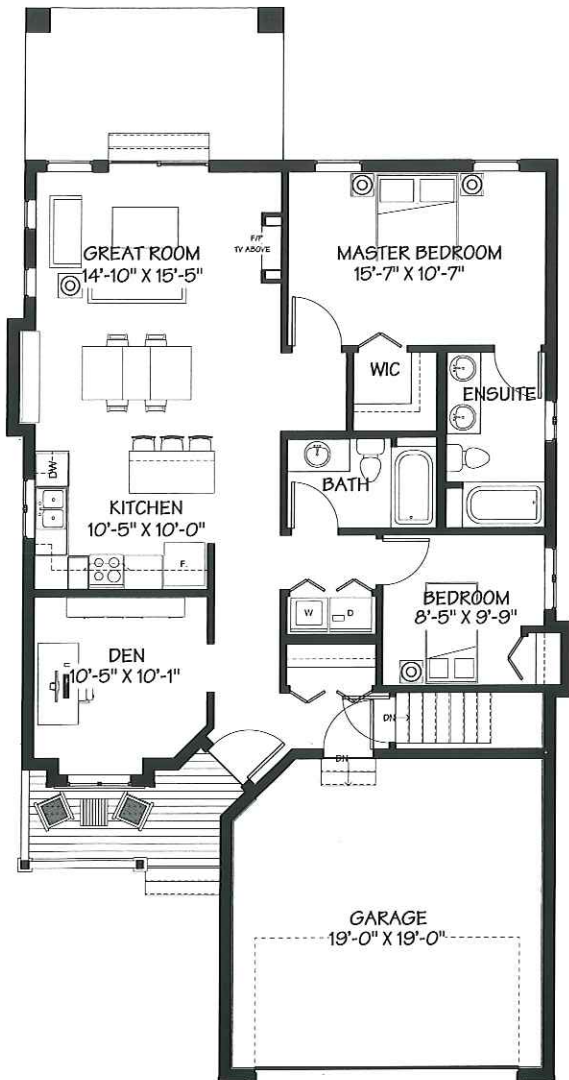 F/P
TV ABOVE
GREAT ROOM
14'-10" X 15'-5"
MASTER BEDROOM
15'-7" X 10'-7"
WIC
ENSUITE
DW
BATH
KITCHEN
10'-5" X 10'-0"
F.
W
D
BEDROOM
8'-5" X 9'-9"
DEN
10'-5" X 10'-1"
DN
DN
GARAGE
19'-0" X 19'-0"